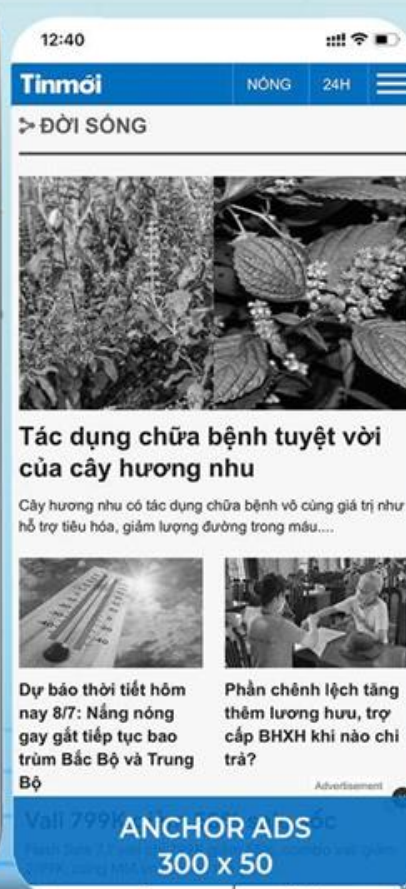 12:40
Tinmới
NÓNG
24H
ĐỜI SỐNG
Tác dụng chữa bệnh tuyệt vời
của cây hương nhu
Cây hương nhu có tác dụng chữa bệnh vô cùng giá trị như
hỗ trợ tiêu hóa, giảm lượng đường trong máu....
Dự báo thời tiết hôm
nay 8/7: Nắng nóng
gay gắt tiếp tục bao
trùm Bắc Bộ và Trung
Bộ
Phần chênh lệch tăng
thêm lương hưu, trợ
cấp BHXH khi nào chi
trả?
Advertisement
Vali 799K
ANCHOR ADS
300 x 50